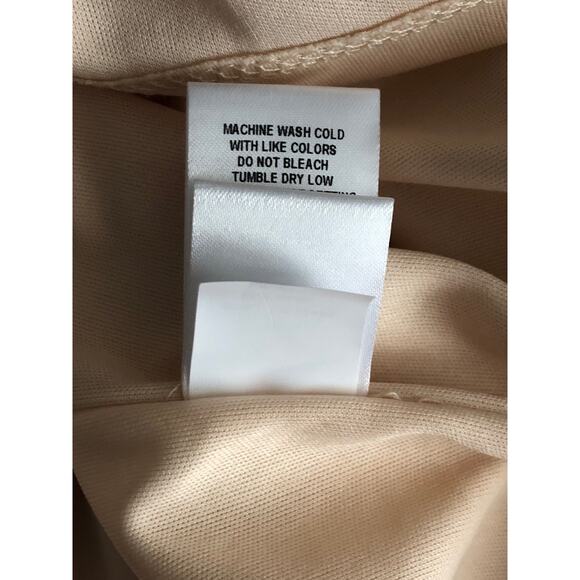 MACHINE WASH COLD
WITH LIKE COLORS
DO NOT BLEACH
TUMBLE DRY LOW